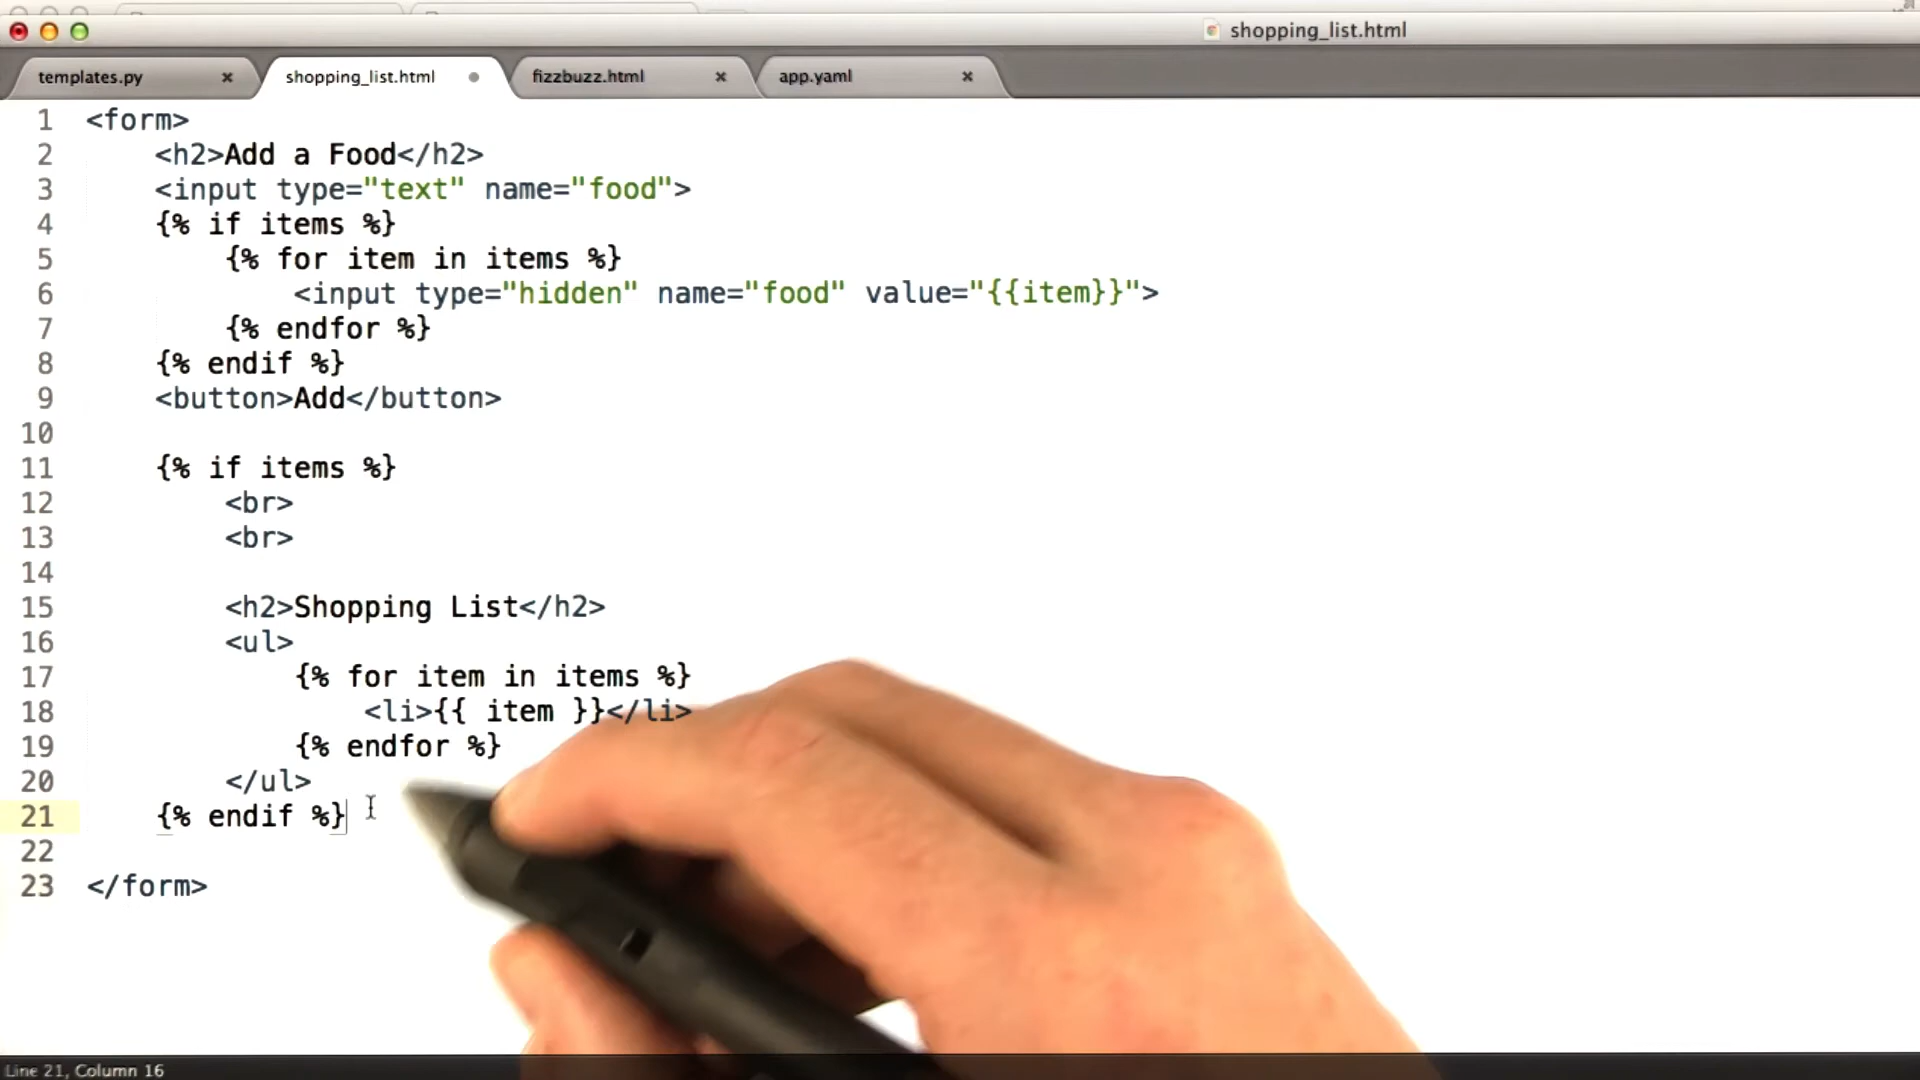 shopping_list.html
templates.py × shopping_list.html fizzbuzz.html × app.yaml ×
1 <form>
2 <h2>Add a Food</h2>
3 <input type="text" name="food">
4 {% if items %}
5 {% for item in items %}
6 <input type="hidden" name="food" value="{{item}}">
7 {% endfor %}
8 {% endif %}
9 <button>Add</button>
10
11 {% if items %}
12 <br>
13 <br>
14
15 <h2>Shopping List</h2>
16 <ul>
17 {% for item in items %}
18 <li>{{ item }}</li>
19 {% endfor %}
20 </ul>
21 {% endif %}
22
23 </form>
Line 21, Column 16